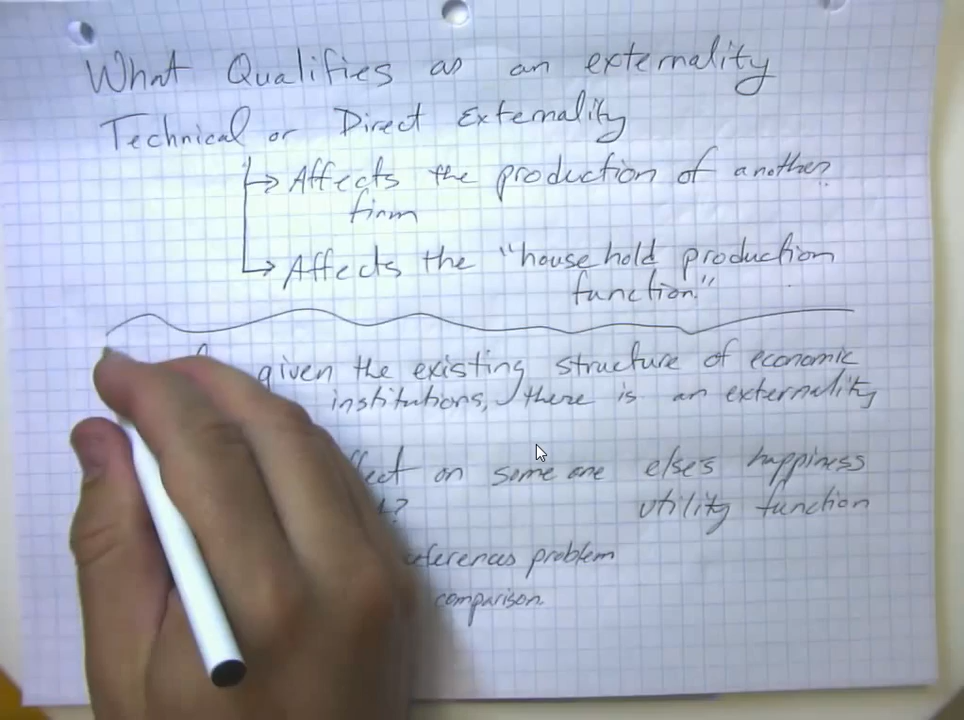 What Qualifies as an externality
Technical or Direct Externality
→ Affects the production of another
firm
→ Affects the "household production
function"
given the existing structure of economic
institutions, there is an externality
on some one else's happiness
utility function
problem
comparison.